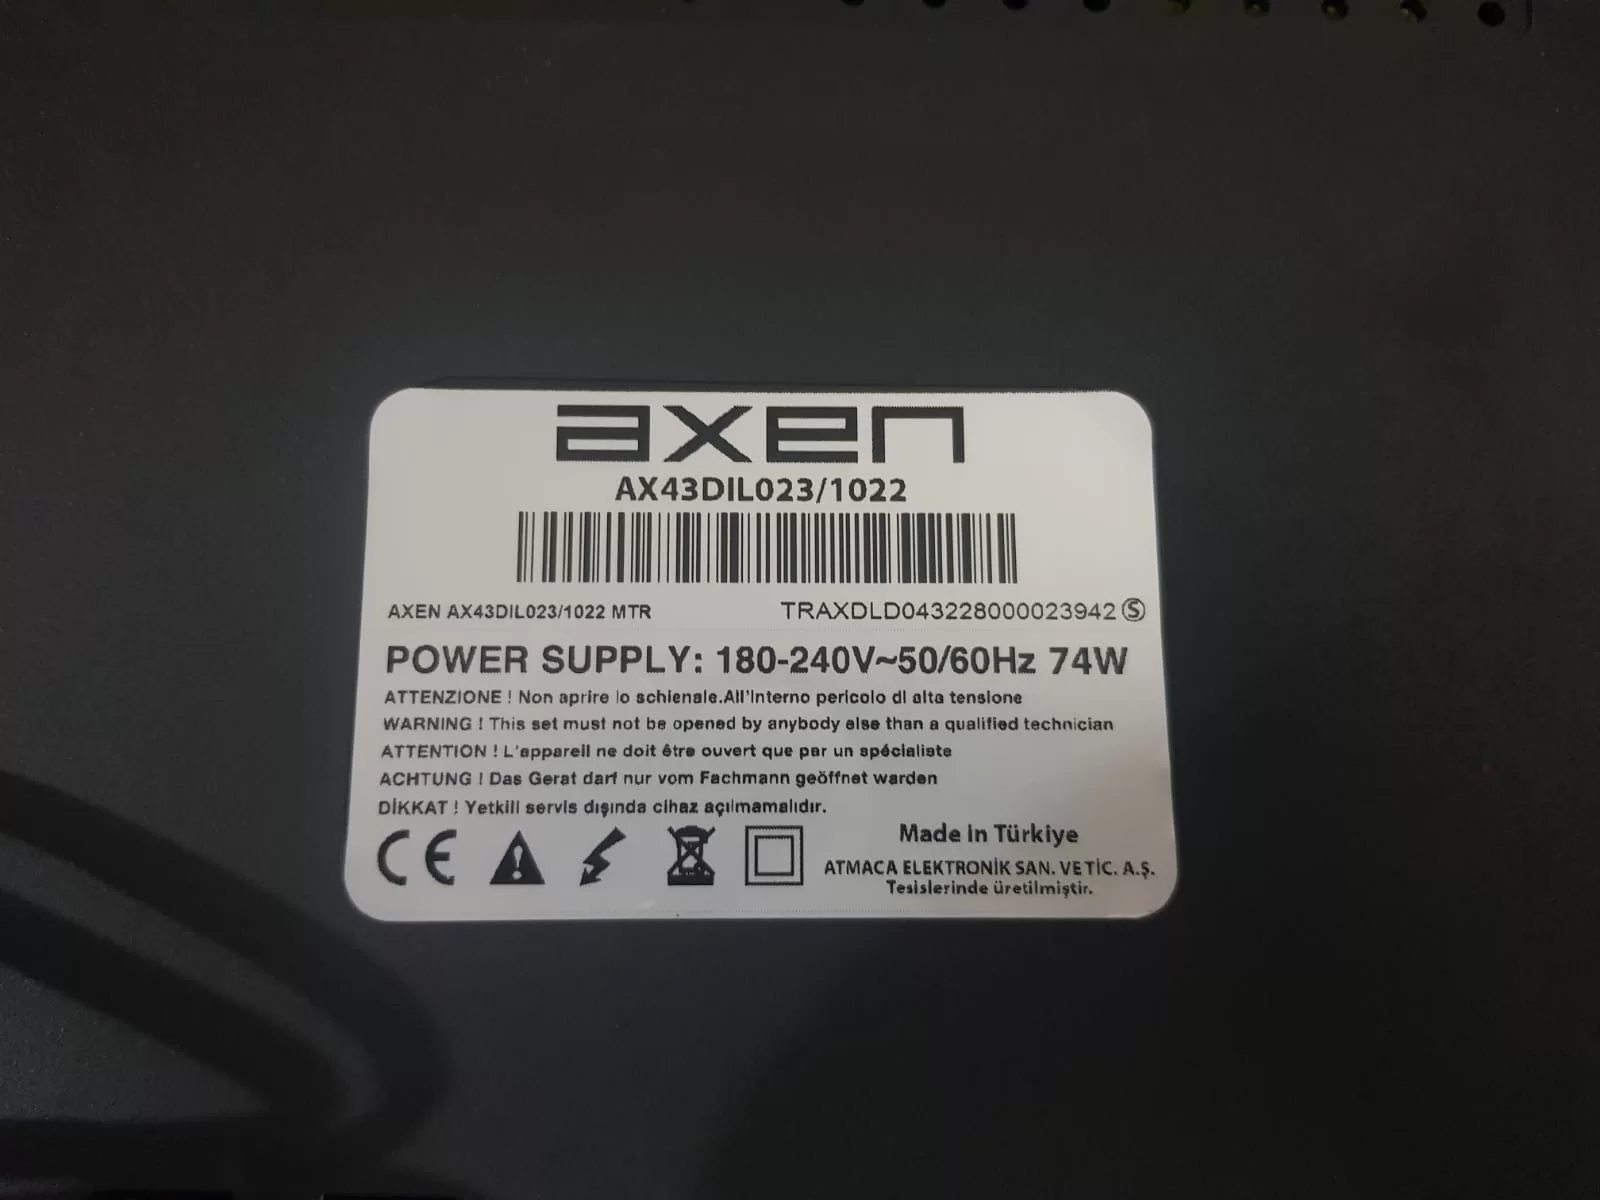 axen
AX43DIL023/1022
AXEN AX43DIL023/1022 MTR
TRAXDLD043228000023942 Ⓢ
POWER SUPPLY: 180-240V~50/60Hz 74W
ATTENZIONE ! Non aprire lo schienale.All'Interno pericolo di alta tensione
WARNING ! This set must not be opened by anybody else than a qualified technician
ATTENTION ! L'appareil ne doit être ouvert que par un spécialiste
ACHTUNG ! Das Gerat darf nur vom Fachmann geöffnet warden
DİKKAT ! Yetkili servis dışında cihaz açılmamalıdır.
CE
Made in Türkiye
ATMACA ELEKTRONİK SAN. VE TİC. A.Ş.
Tesislerinde üretilmiştir.